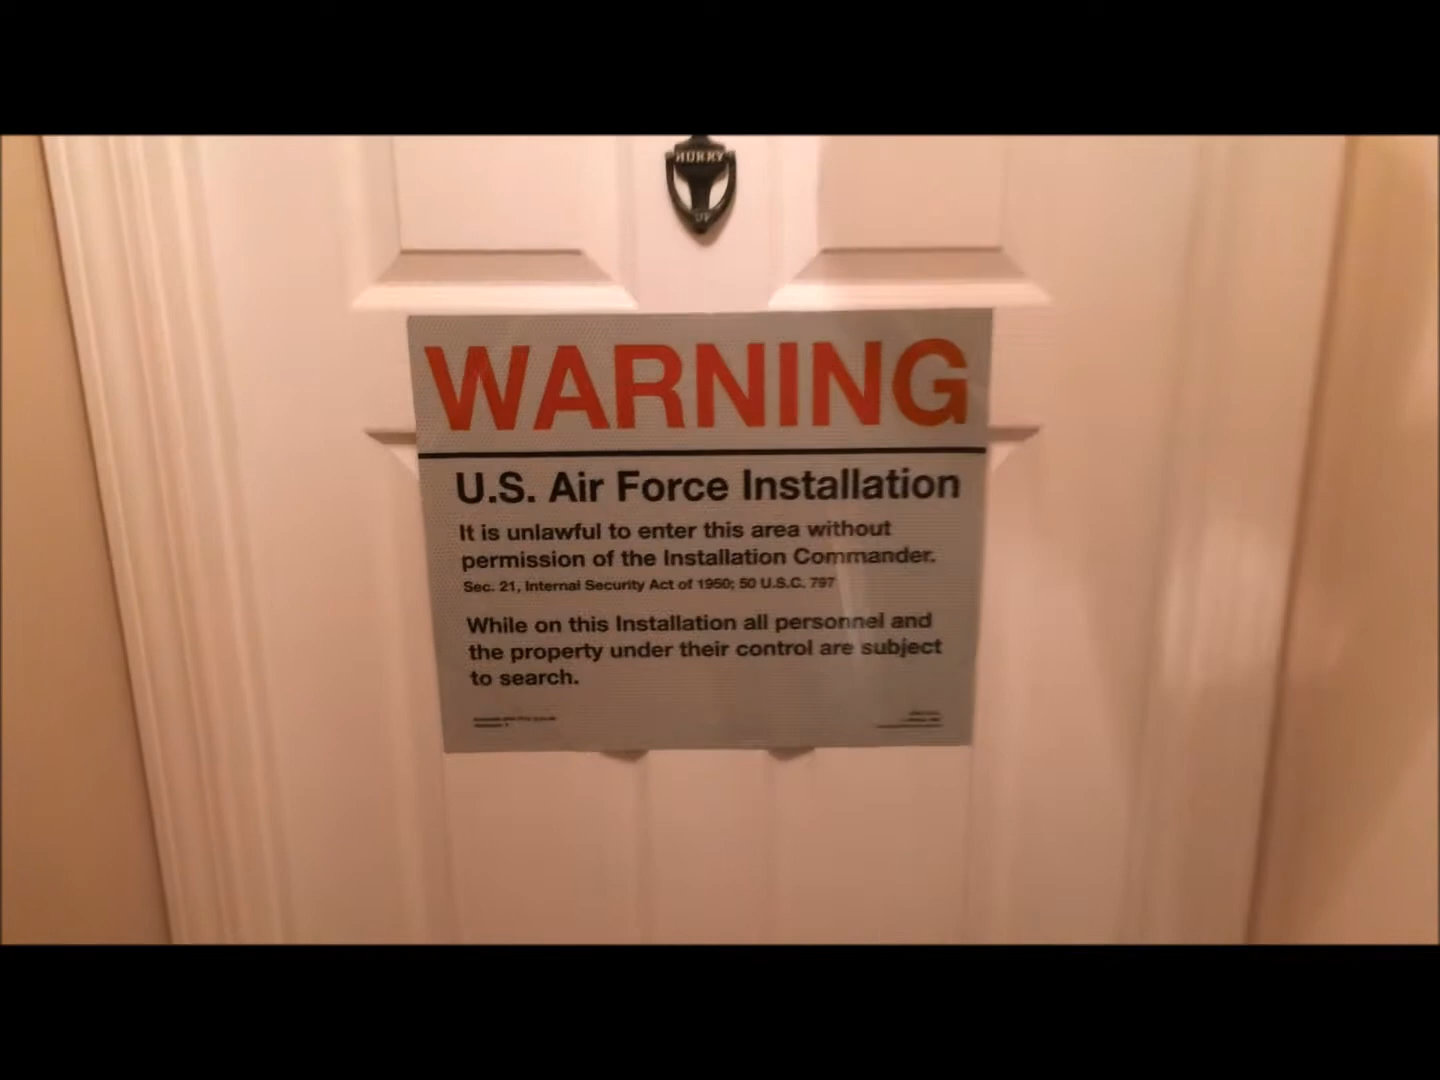 HURRY
UP
WARNING
U.S. Air Force Installation
It is unlawful to enter this area without
permission of the Installation Commander.
Sec. 21, Internal Security Act of 1950; 50 U.S.C. 797
While on this Installation all personnel and
the property under their control are subject
to search.